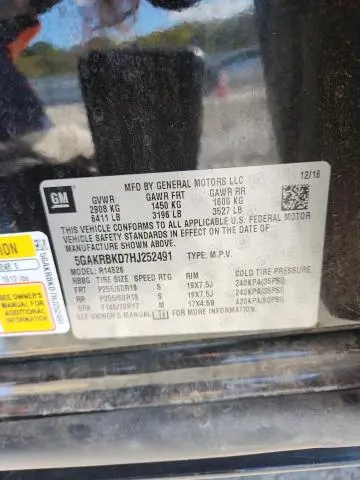 GM
MFD BY GENERAL MOTORS LLC
12/16
GVWR GAWR FRT GAWR RR
2908 KG 1450 KG 1600 KG
6411 LB 3196 LB 3527 LB
THIS VEHICLE CONFORMS TO ALL APPLICABLE U.S. FEDERAL MOTOR
VEHICLE SAFETY STANDARDS IN EFFECT ON THE DATE OF
MANUFACTURE SHOWN ABOVE.
5GAKRBKD7HJ252491 TYPE: M.P.V.
MODEL: R14526
TIRE SIZE SPEED RTG RIM COLD TIRE PRESSURE
FRT P255/60R19 S 19X7.5J 240KPA(35PSI)
RR P255/60R19 S 19X7.5J 240KPA(35PSI)
SPA T145/70R17 M 17X4.5B 420KPA(60PSI)
SEE OWNER'S MANUAL FOR MORE INFORMATION.
SEE OWNER'S
MANUAL FOR
ADDITIONAL
INFORMATION
5GAKRBKD7HJ252491